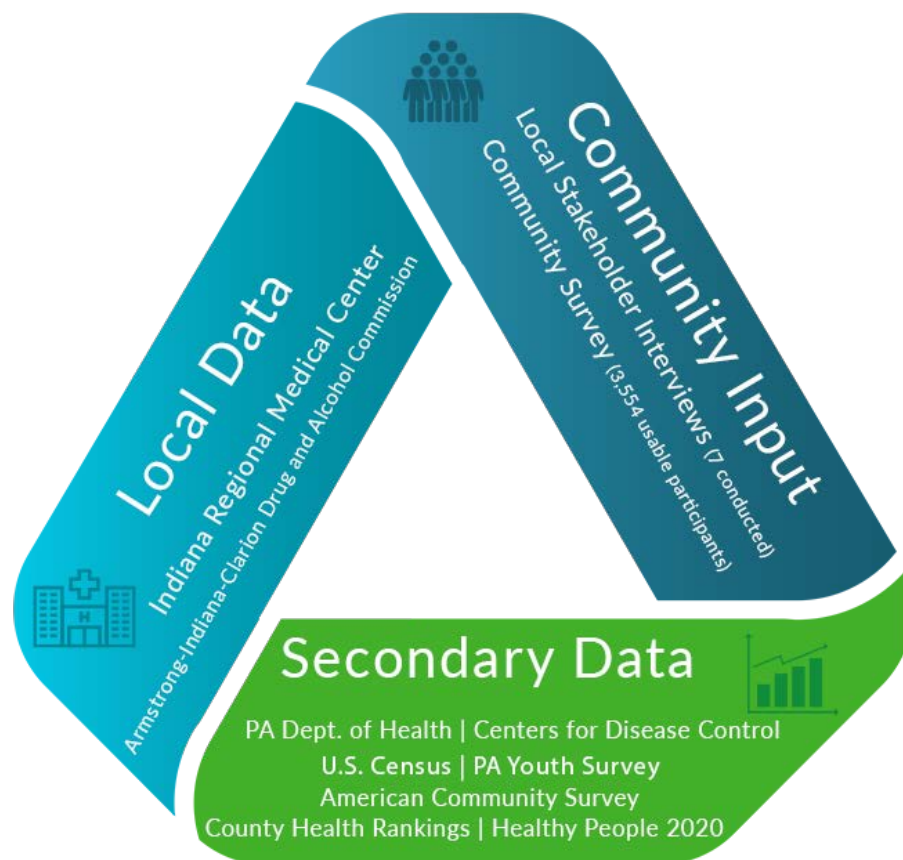 Local Data
Indiana Regional Medical Center
Armstrong-Indiana-Clarion Drug and Alcohol Commission
Community Input
Local Stakeholder Interviews (7 conducted)
Community Survey (3,554 usable participants)
H
Secondary Data
PA Dept. of Health | Centers for Disease Control
U.S. Census | PA Youth Survey
American Community Survey
County Health Rankings | Healthy People 2020